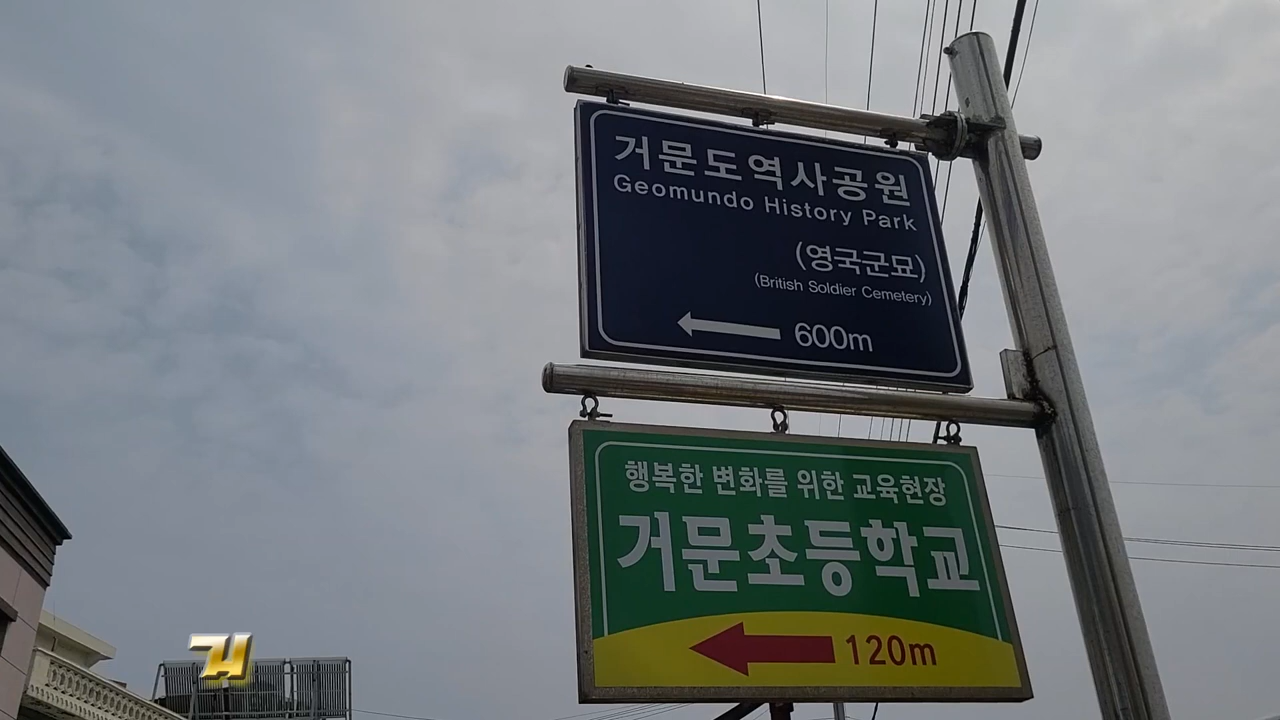 거문도역사공원
Geomundo History Park
(영국군묘)
(British Soldier Cemetery)
600m
행복한 변화를 위한 교육현장
거문초등학교
120m